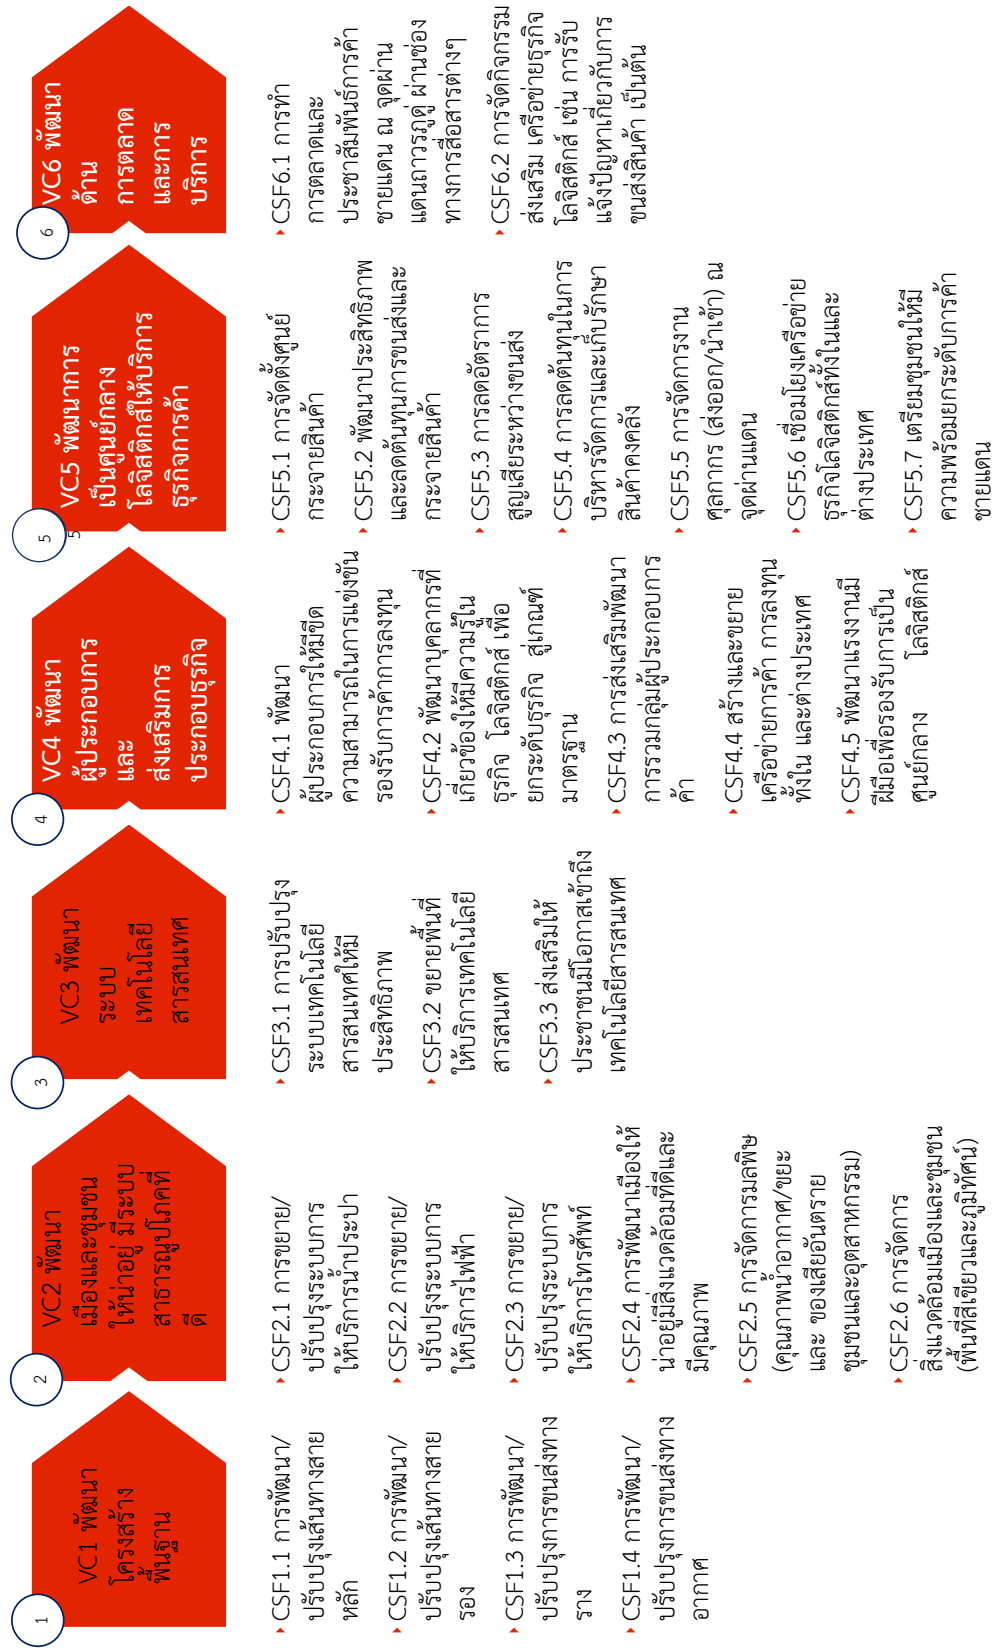 1
VC1 พัฒนา
โครงสร้าง
พื้นฐาน
CSF1.1 การพัฒนา/
ปรับปรุงเส้นทางสาย
หลัก
CSF1.2 การพัฒนา/
ปรับปรุงเส้นทางสาย
รอง
CSF1.3 การพัฒนา/
ปรับปรุงการขนส่งทาง
ราง
CSF1.4 การพัฒนา/
ปรับปรุงการขนส่งทาง
อากาศ
2
VC2 พัฒนา
เมืองและชุมชน
ให้น่าอยู่ มีระบบ
สาธารณูปโภคที่
ดี
CSF2.1 การขยาย/
ปรับปรุงระบบการ
ให้บริการน้ำประปา
CSF2.2 การขยาย/
ปรับปรุงระบบการ
ให้บริการไฟฟ้า
CSF2.3 การขยาย/
ปรับปรุงระบบการ
ให้บริการโทรศัพท์
CSF2.4 การพัฒนาเมืองให้
น่าอยู่มีสิ่งแวดล้อมที่ดีและ
มีคุณภาพ
CSF2.5 การจัดการมลพิษ
(คุณภาพน้ำอากาศ/ขยะ
และ ของเสียอันตราย
ชุมชนและอุตสาหกรรม)
CSF2.6 การจัดการ
สิ่งแวดล้อมเมืองและชุมชน
(พื้นที่สีเขียวและภูมิทัศน์)
3
VC3 พัฒนา
ระบบ
เทคโนโลยี
สารสนเทศ
CSF3.1 การปรับปรุง
ระบบเทคโนโลยี
สารสนเทศให้มี
ประสิทธิภาพ
CSF3.2 ขยายพื้นที่
ให้บริการเทคโนโลยี
สารสนเทศ
CSF3.3 ส่งเสริมให้
ประชาชนมีโอกาสเข้าถึง
เทคโนโลยีสารสนเทศ
4
VC4 พัฒนา
ผู้ประกอบการ
และ
ส่งเสริมการ
ประกอบธุรกิจ
CSF4.1 พัฒนา
ผู้ประกอบการให้มีขีด
ความสามารถในการแข่งขัน
รองรับการค้าการลงทุน
CSF4.2 พัฒนาบุคลากรที่
เกี่ยวข้องให้มีความรู้ใน
ธุรกิจ โลจิสติกส์ เพื่อ
ยกระดับธุรกิจ สู่เกณฑ์
มาตรฐาน
CSF4.3 การส่งเสริมพัฒนา
การรวมกลุ่มผู้ประกอบการ
ค้า
CSF4.4 สร้างและขยาย
เครือข่ายการค้า การลงทุน
ทั้งใน และต่างประเทศ
CSF4.5 พัฒนาแรงงานมี
ฝีมือเพื่อรองรับการเป็น
ศูนย์กลาง โลจิสติกส์
5
5
VC5 พัฒนาการ
เป็นศูนย์กลาง
โลจิสติกส์ให้บริการ
ธุรกิจการค้า
CSF5.1 การจัดตั้งศูนย์
กระจายสินค้า
CSF5.2 พัฒนาประสิทธิภาพ
และลดต้นทุนการขนส่งและ
กระจายสินค้า
CSF5.3 การลดอัตราการ
สูญเสียระหว่างขนส่ง
CSF5.4 การลดต้นทุนในการ
บริหารจัดการและเก็บรักษา
สินค้าคงคลัง
CSF5.5 การจัดการงาน
ศุลกากร (ส่งออก/นำเข้า) ณ
จุดผ่านแดน
CSF5.6 เชื่อมโยงเครือข่าย
ธุรกิจโลจิสติกส์ทั้งในและ
ต่างประเทศ
CSF5.7 เตรียมชุมชนให้มี
ความพร้อมยกระดับการค้า
ชายแดน
6
VC6 พัฒนา
ด้าน
การตลาด
และการ
บริการ
CSF6.1 การทำ
การตลาดและ
ประชาสัมพันธ์การค้า
ชายแดน ณ จุดผ่าน
แดนถาวรภูดู่ ผ่านช่อง
ทางการสื่อสารต่างๆ
CSF6.2 การจัดกิจกรรม
ส่งเสริม เครือข่ายธุรกิจ
โลจิสติกส์ เช่น การรับ
แจ้งปัญหาเกี่ยวกับการ
ขนส่งสินค้า เป็นต้น